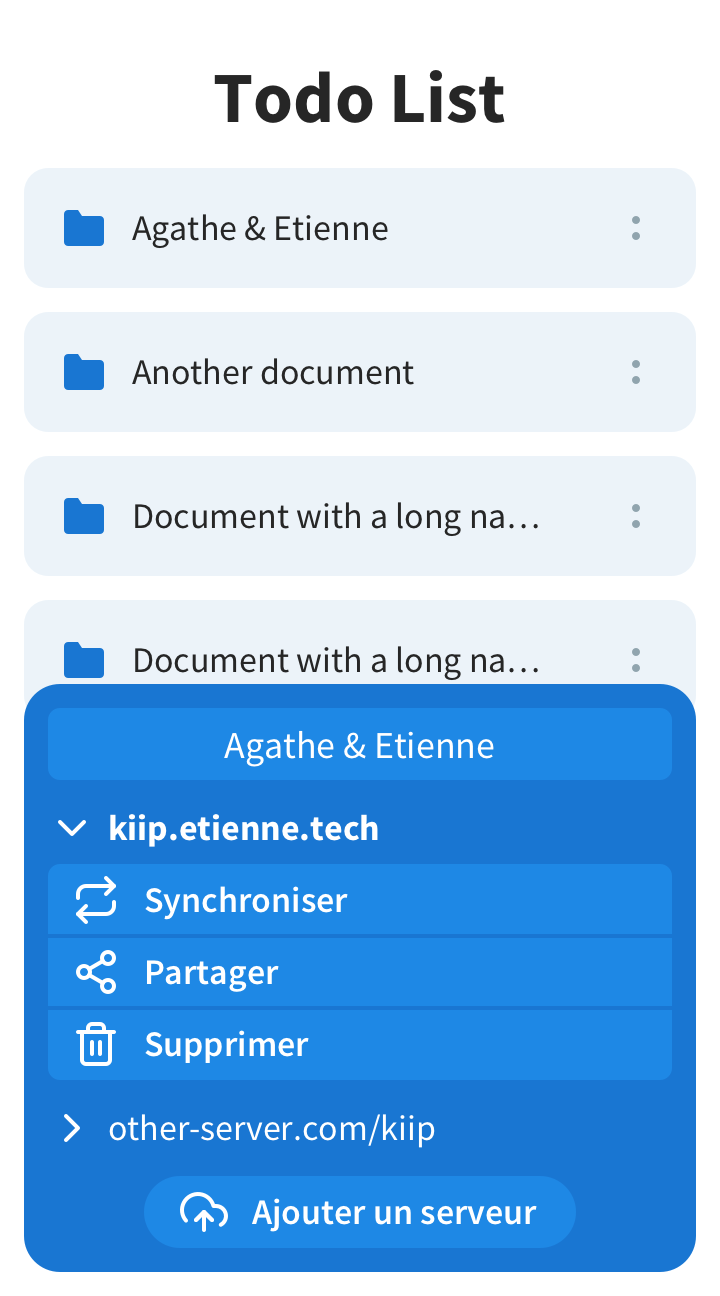 Todo List
Agathe & Etienne
Another document
Document with a long na…
Document with a long na…
Agathe & Etienne
kiip.etienne.tech
Synchroniser
Partager
Supprimer
other-server.com/kiip
Ajouter un serveur